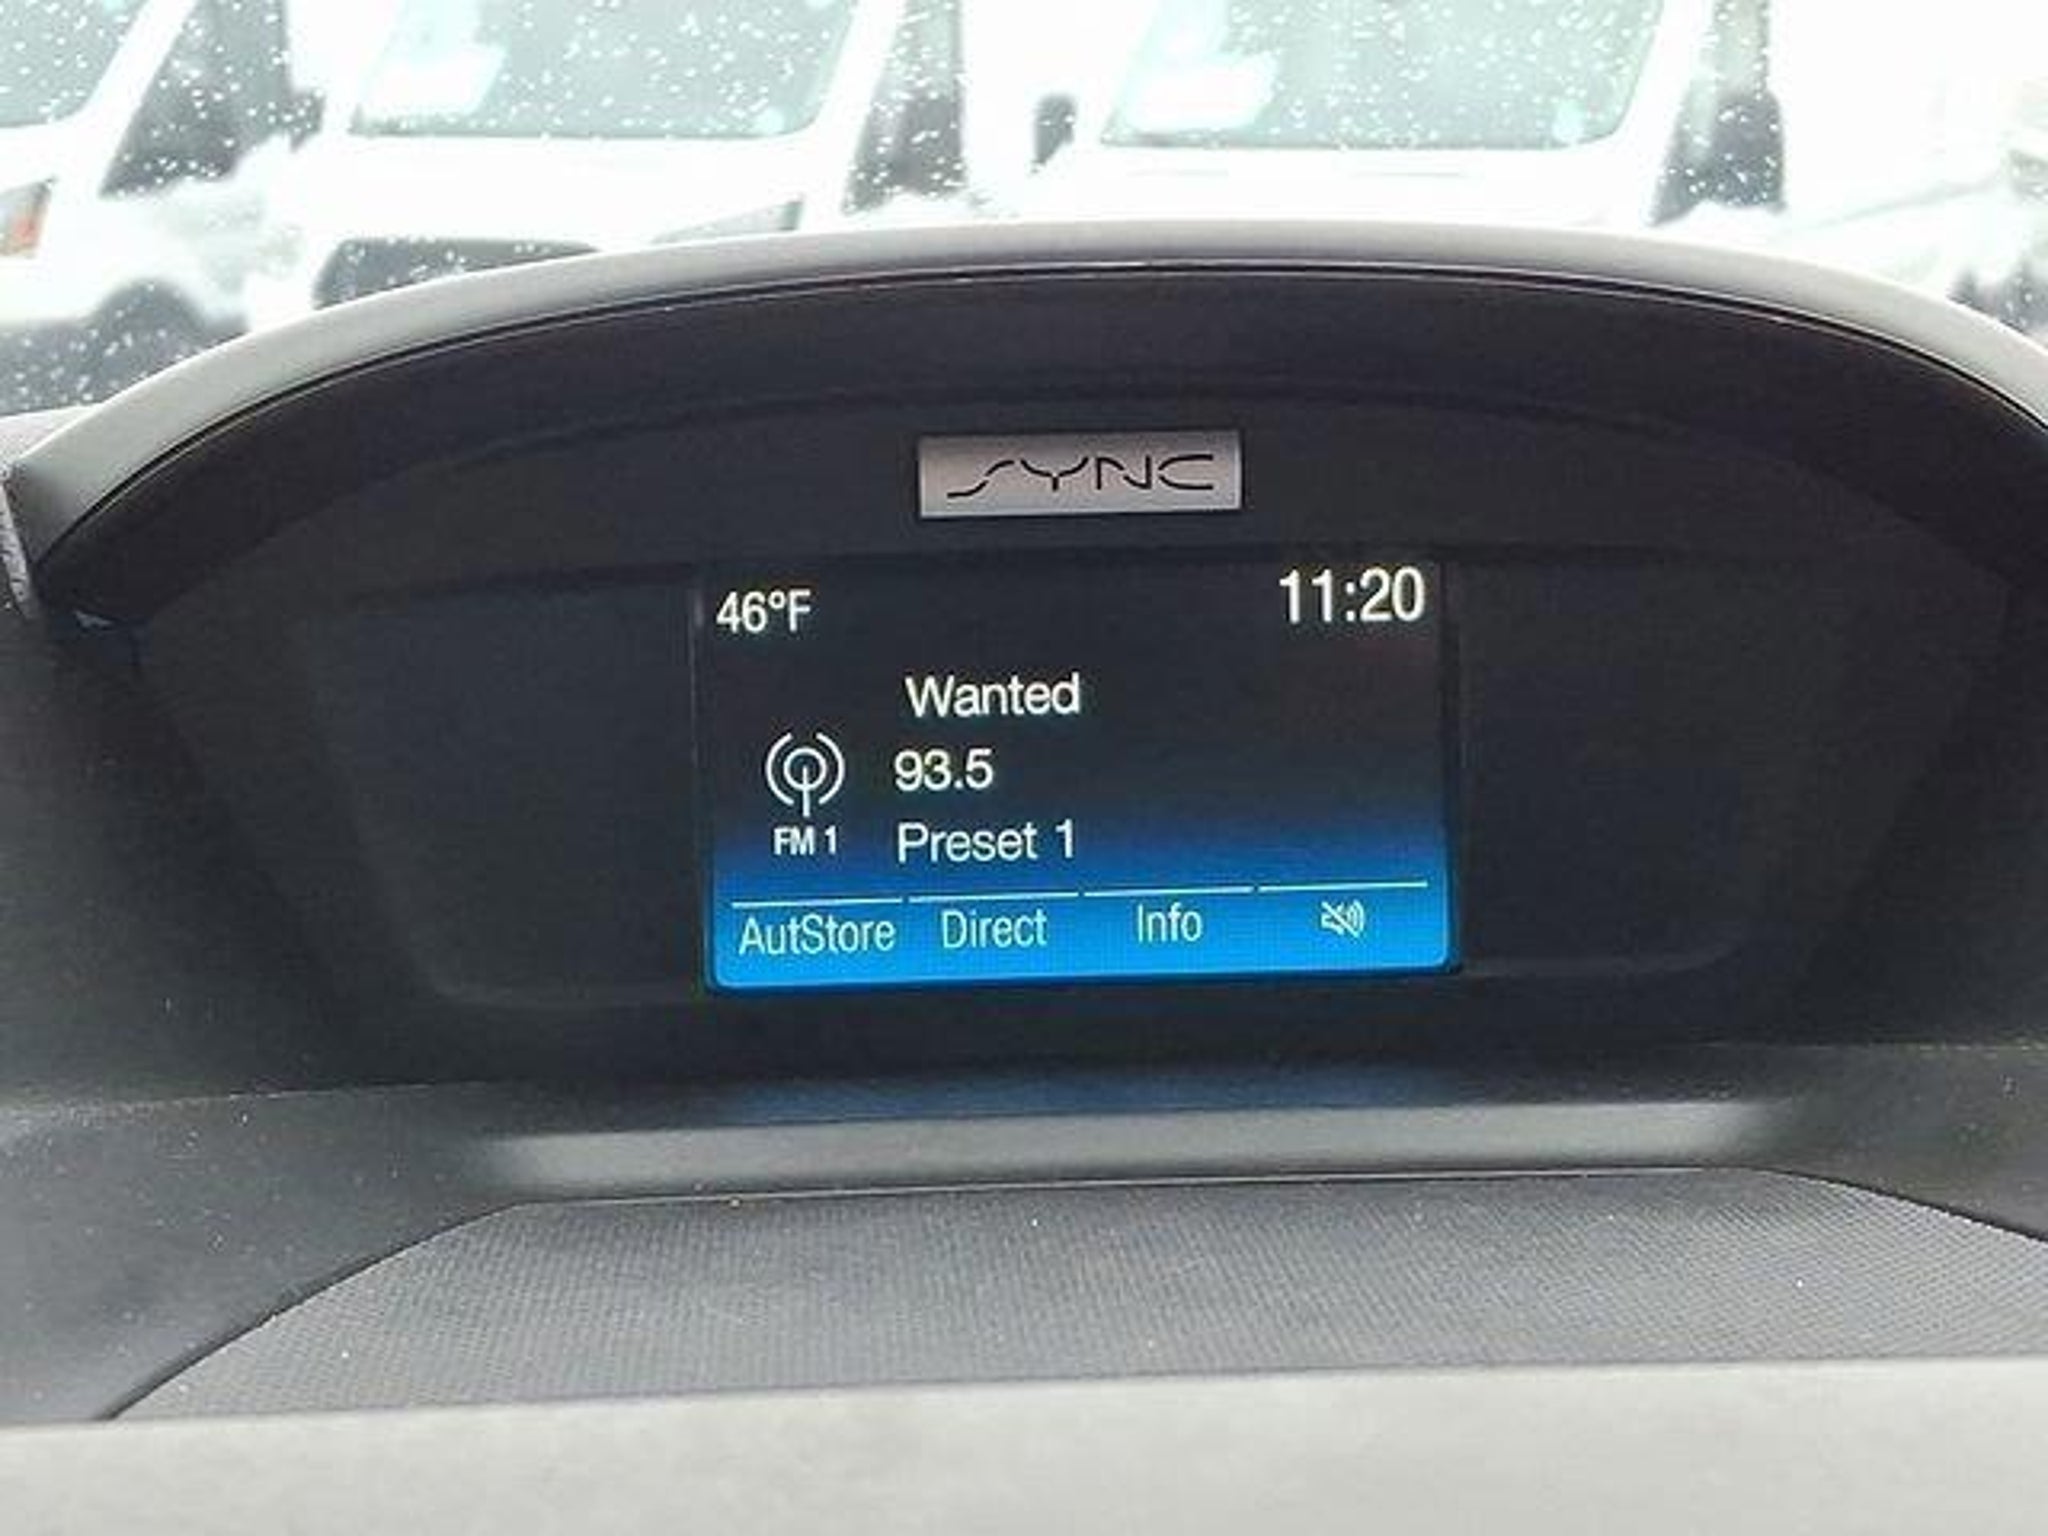 SYNC
46°F 11:20
Wanted
93.5
FM 1 Preset 1
AutStore Direct Info